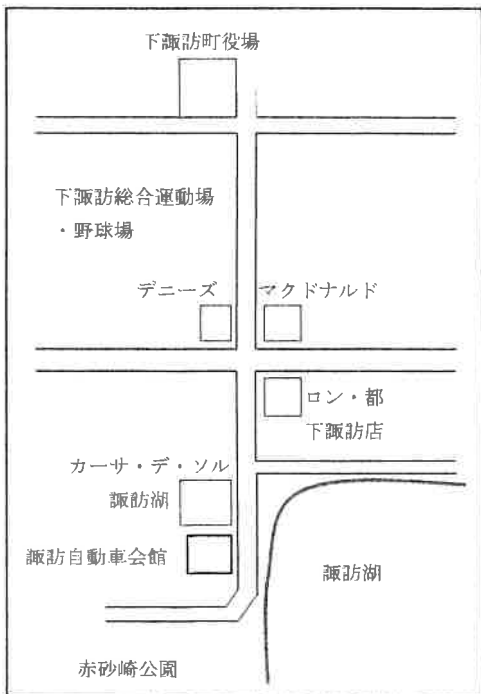 下諏訪町役場
下諏訪総合運動場
・野球場
デニーズ
マクドナルド
ロン・都
下諏訪店
カーサ・デ・ソル
諏訪湖
諏訪自動車会館
諏訪湖
赤砂崎公園